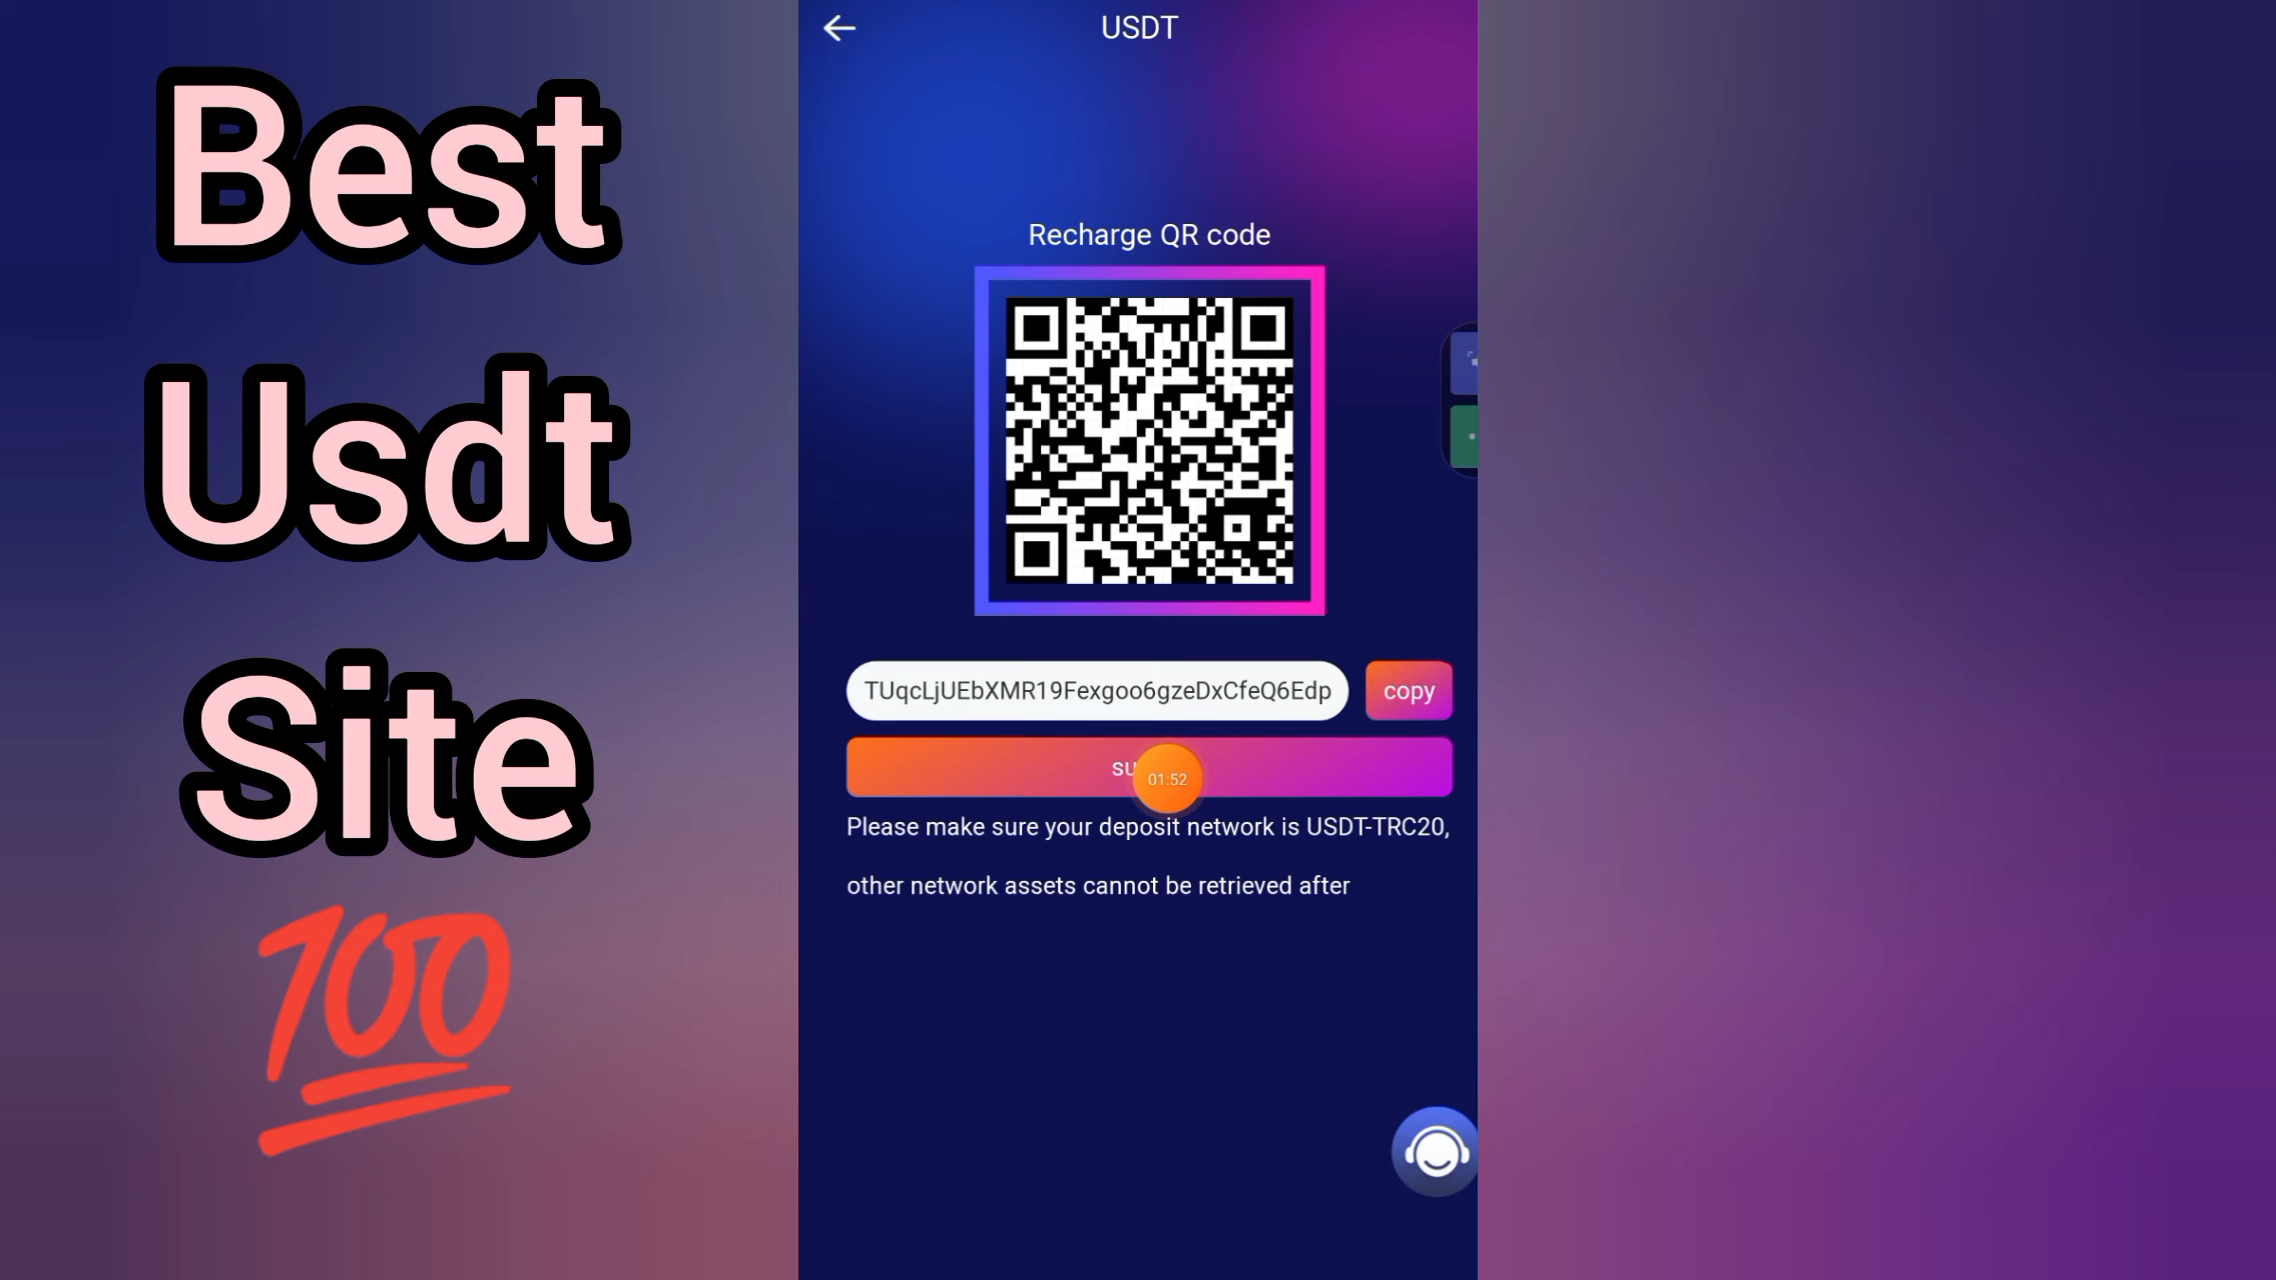 Best
Usdt
Site
💯
USDT
Recharge QR code
TUqcLjUEbXMR19Fexgoo6gzeDxCfeQ6Edp
copy
01:52
Please make sure your deposit network is USDT-TRC20,
other network assets cannot be retrieved after